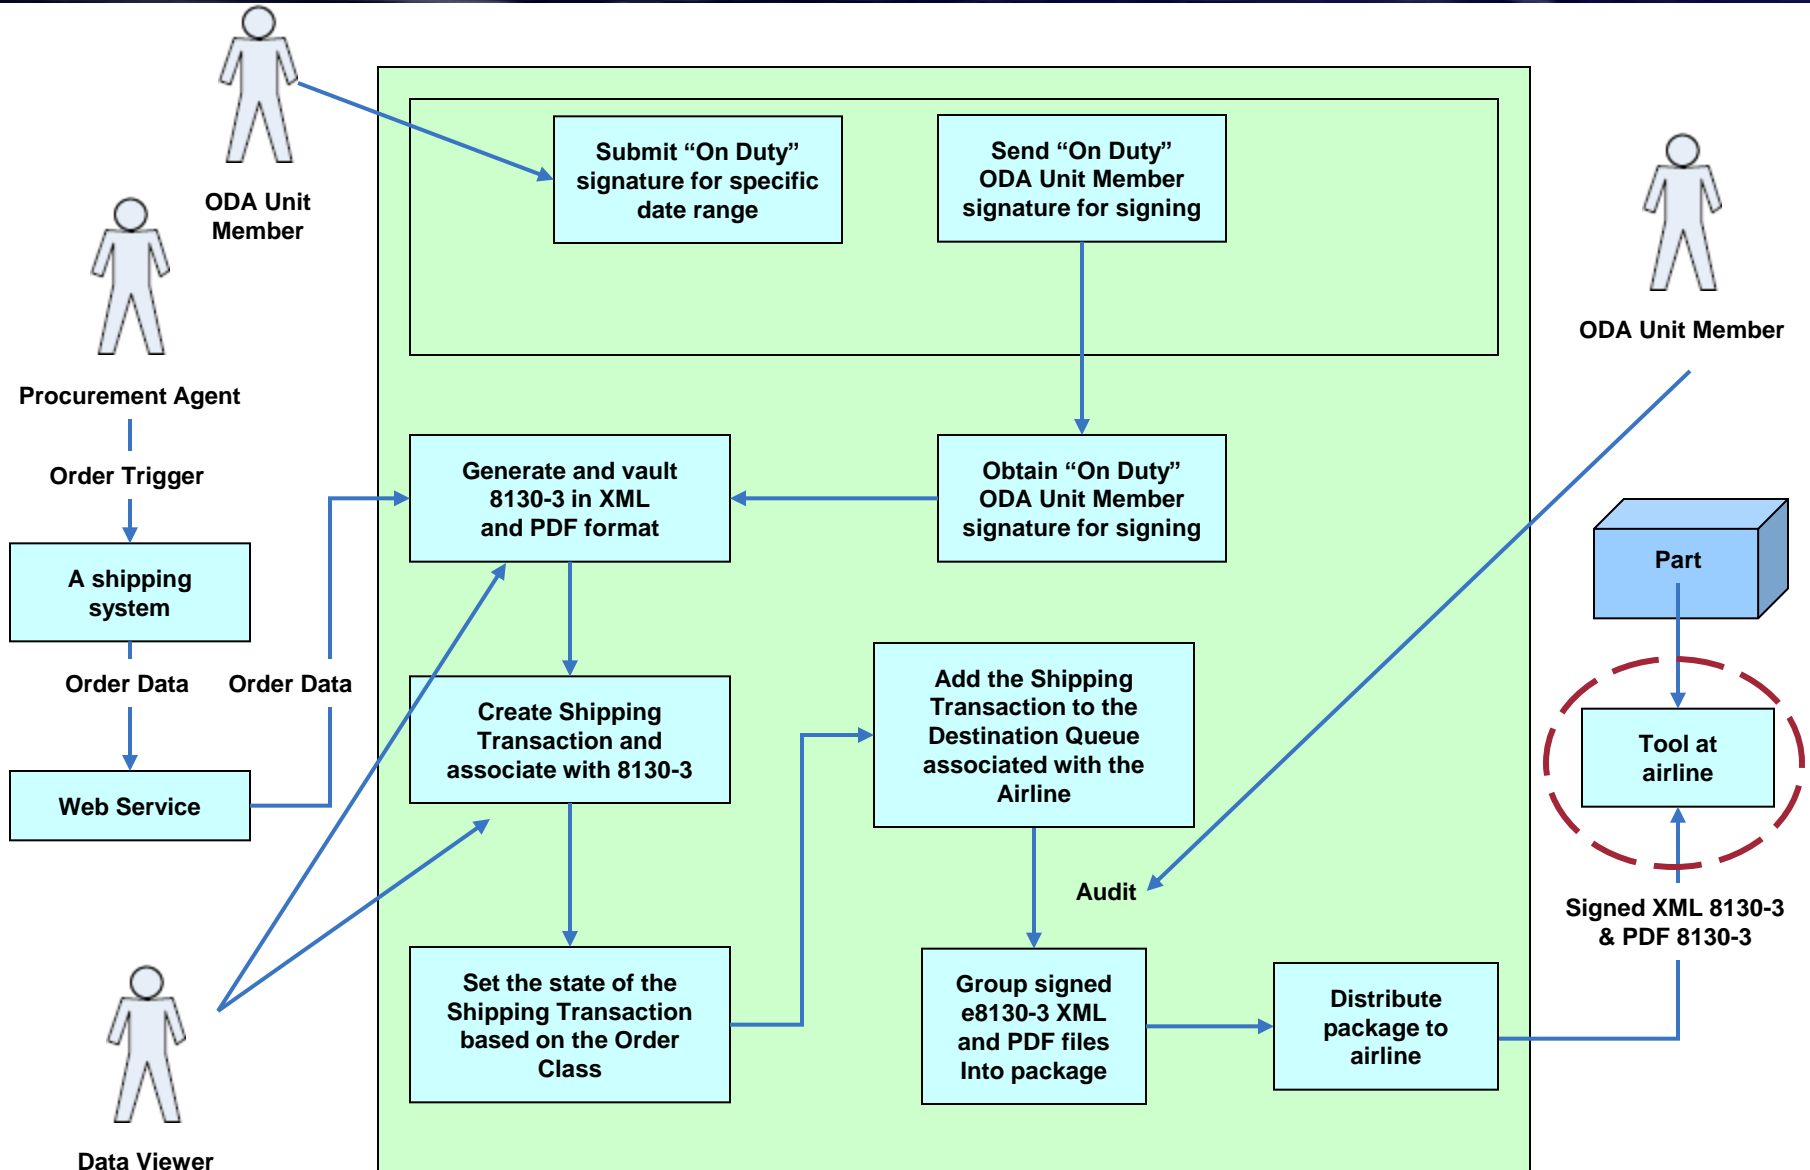 ODA Unit
Member
Submit “On Duty”
signature for specific
date range
Send “On Duty”
ODA Unit Member
signature for signing
ODA Unit Member
Procurement Agent
Order Trigger
A shipping
system
Order Data
Order Data
Web Service
Generate and vault
8130-3 in XML
and PDF format
Obtain “On Duty”
ODA Unit Member
signature for signing
Create Shipping
Transaction and
associate with 8130-3
Add the Shipping
Transaction to the
Destination Queue
associated with the
Airline
Part
Tool at
airline
Audit
Signed XML 8130-3
& PDF 8130-3
Set the state of the
Shipping Transaction
based on the Order
Class
Group signed
e8130-3 XML
and PDF files
Into package
Distribute
package to
airline
Data Viewer